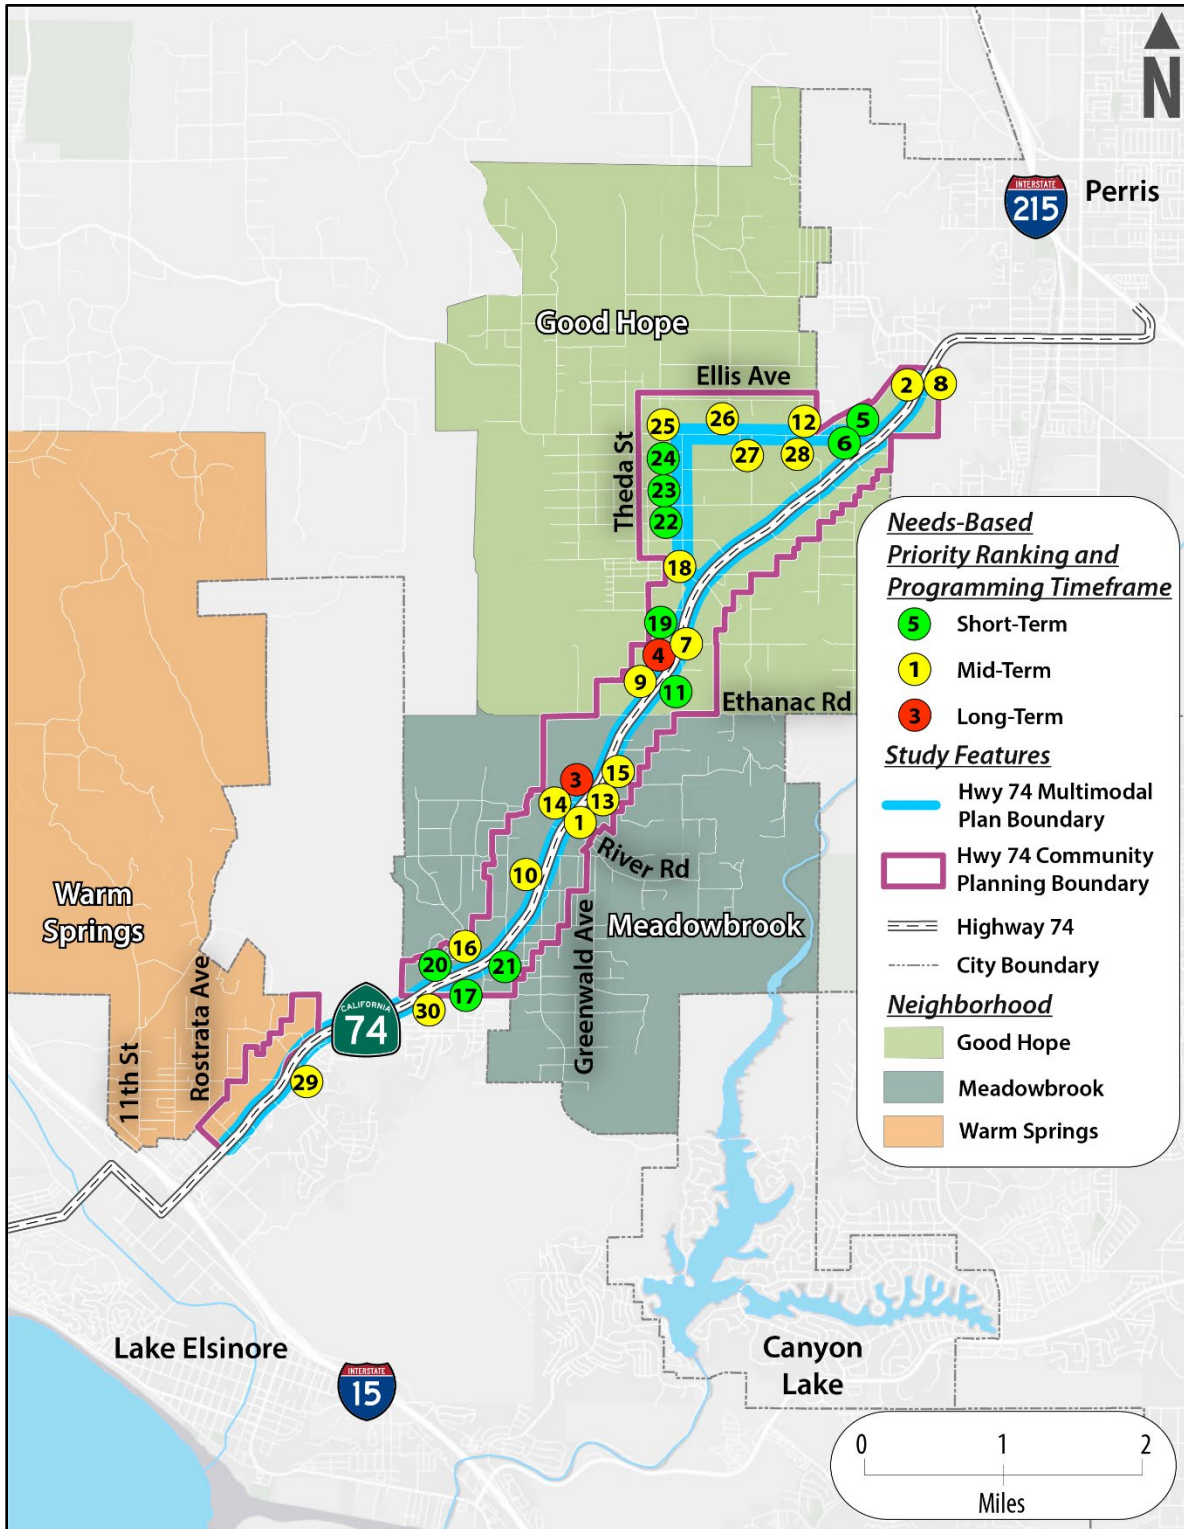 N
INTERSTATE
215
Perris
Good Hope
Ellis Ave
2
8
25
26
12
5
6
24
27
28
23
22
Theda St
18
19
4
7
9
11
Ethanac Rd
3
15
14
13
1
River Rd
10
Warm
Springs
Meadowbrook
16
20
21
17
30
Greenwald Ave
CALIFORNIA
74
Rostrata Ave
11th St
29
Lake Elsinore
INTERSTATE
15
Canyon
Lake
Needs-Based
Priority Ranking and
Programming Timeframe
5 Short-Term
1 Mid-Term
3 Long-Term
Study Features
Hwy 74 Multimodal
Plan Boundary
Hwy 74 Community
Planning Boundary
Highway 74
City Boundary
Neighborhood
Good Hope
Meadowbrook
Warm Springs
0 1 2
Miles